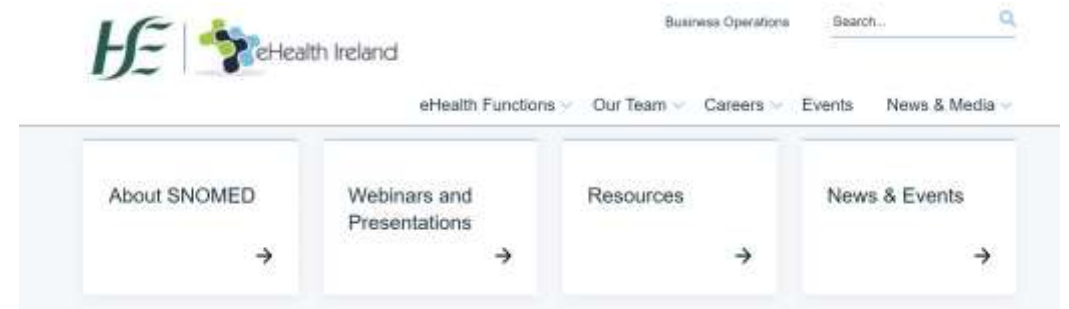 Business Operations
Search...
HE
eHealth Ireland
eHealth Functions
Our Team
Careers
Events
News & Media
About SNOMED
Webinars and
Presentations
Resources
News & Events